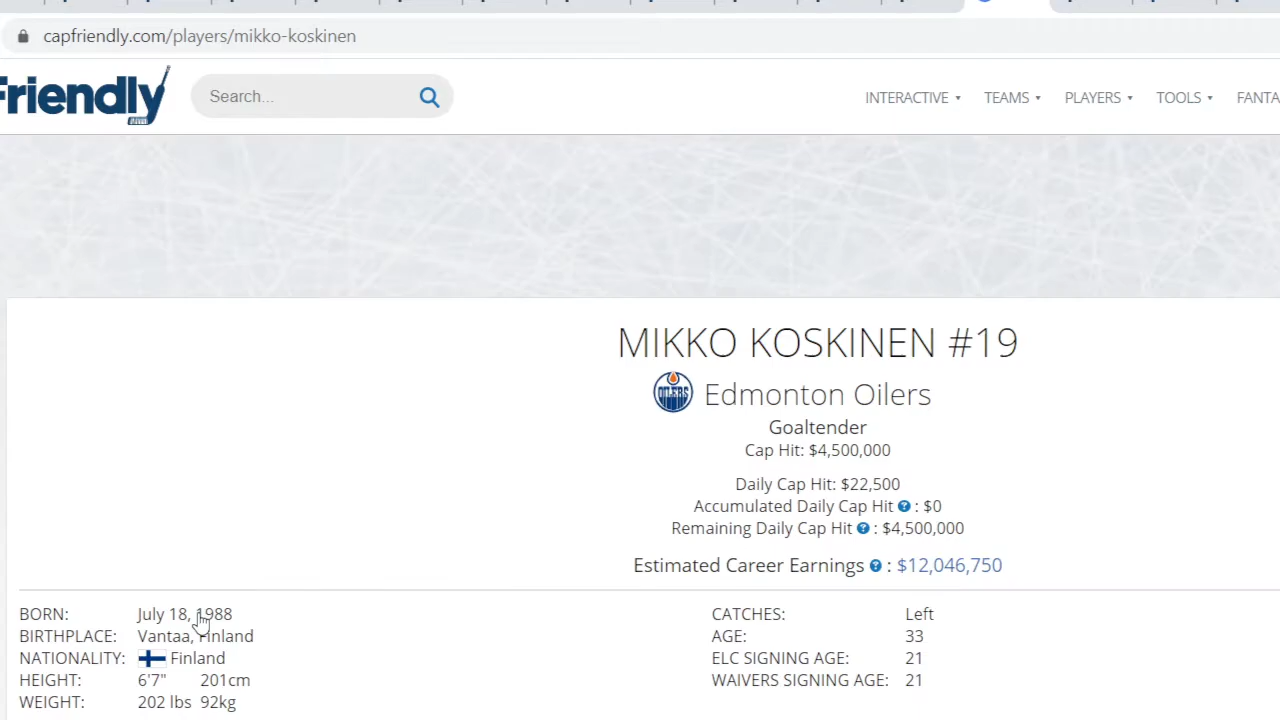 capfriendly.com/players/mikko-koskinen
Friendly
Search...
INTERACTIVE TEAMS PLAYERS TOOLS FANTA
MIKKO KOSKINEN #19
OILERS Edmonton Oilers
Goaltender
Cap Hit: $4,500,000
Daily Cap Hit: $22,500
Accumulated Daily Cap Hit ? : $0
Remaining Daily Cap Hit ? : $4,500,000
Estimated Career Earnings ? : $12,046,750
BORN: July 18, 1988
BIRTHPLACE: Vantaa, Finland
NATIONALITY: Finland
HEIGHT: 6'7" 201cm
WEIGHT: 202 lbs 92kg
CATCHES: Left
AGE: 33
ELC SIGNING AGE: 21
WAIVERS SIGNING AGE: 21